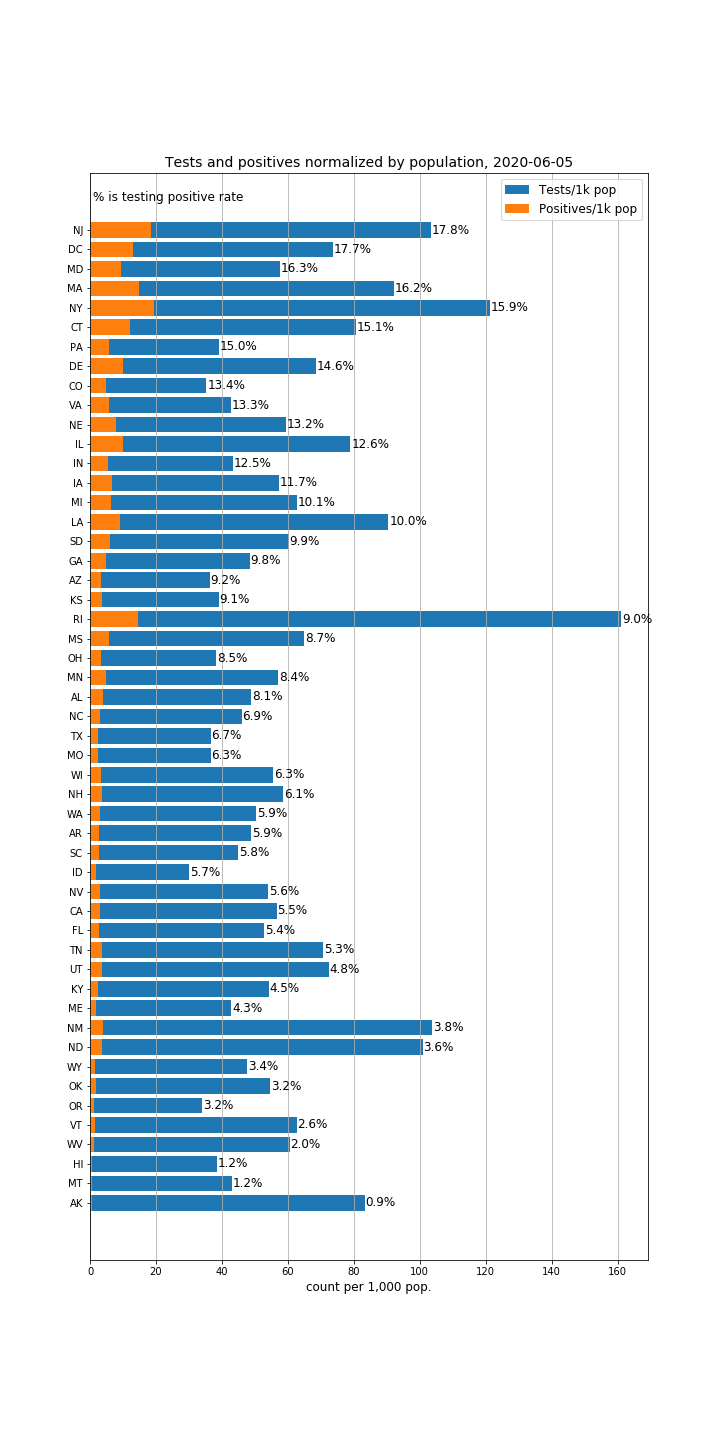 Tests and positives normalized by population, 2020-06-05
% is testing positive rate
Tests/1k pop
Positives/1k pop
NJ 17.8%
DC 17.7%
MD 16.3%
MA 16.2%
NY 15.9%
CT 15.1%
PA 15.0%
DE 14.6%
CO 13.4%
VA 13.3%
NE 13.2%
IL 12.6%
IN 12.5%
IA 11.7%
MI 10.1%
LA 10.0%
SD 9.9%
GA 9.8%
AZ 9.2%
KS 9.1%
RI 9.0%
MS 8.7%
OH 8.5%
MN 8.4%
AL 8.1%
NC 6.9%
TX 6.7%
MO 6.3%
WI 6.3%
NH 6.1%
WA 5.9%
AR 5.9%
SC 5.8%
ID 5.7%
NV 5.6%
CA 5.5%
FL 5.4%
TN 5.3%
UT 4.8%
KY 4.5%
ME 4.3%
NM 3.8%
ND 3.6%
WY 3.4%
OK 3.2%
OR 3.2%
VT 2.6%
WV 2.0%
HI 1.2%
MT 1.2%
AK 0.9%
0 20 40 60 80 100 120 140 160
count per 1,000 pop.